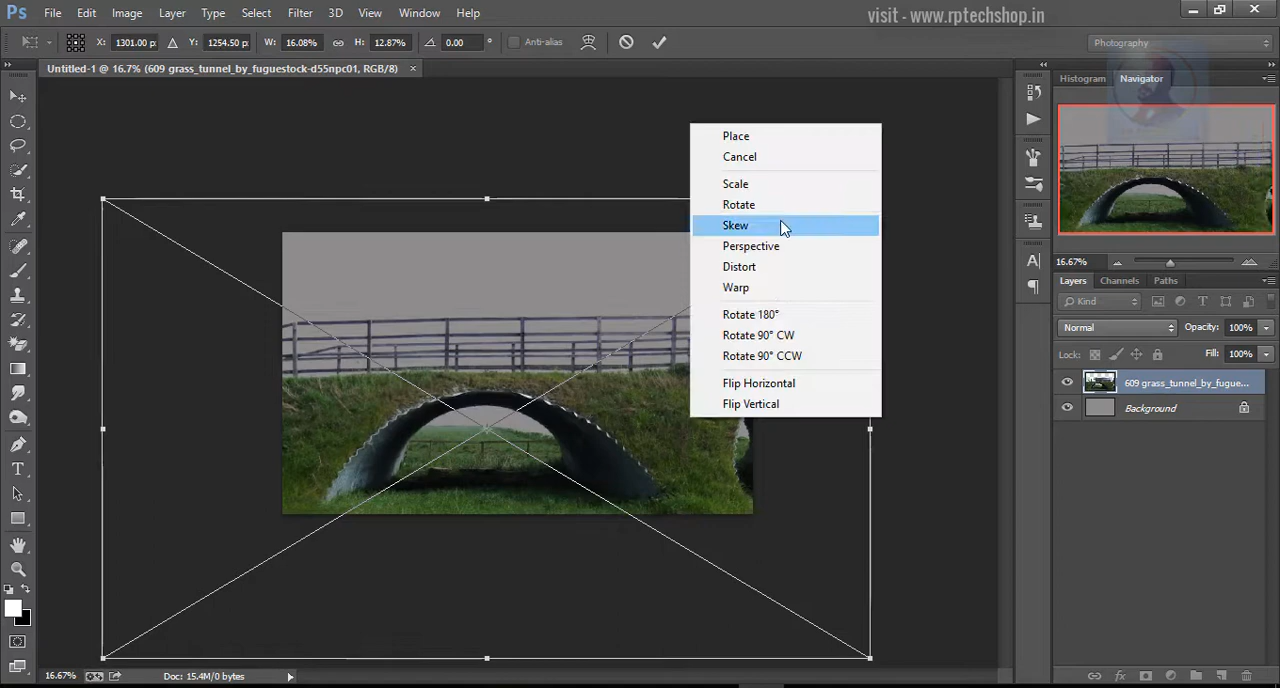 Ps File Edit Image Layer Type Select Filter 3D View Window Help
visit - www.rptechshop.in
X: 1301.00 p: Y: 1254.50 p: W: 16.08% H: 12.87% 0.00 ° Anti-alias Photography
Untitled-1 @ 16.7% (609 grass_tunnel_by_fuguestock-d55npc01, RGB/8) ×
Histogram Navigator
Place
Cancel
Scale
Rotate
Skew
Perspective
Distort
Warp
Rotate 180°
Rotate 90° CW
Rotate 90° CCW
Flip Horizontal
Flip Vertical
16.67%
Layers Channels Paths
Kind
Normal Opacity: 100%
Lock: Fill: 100%
609 grass_tunnel_by_fugue...
Background
16.67% Doc: 15.4M/0 bytes